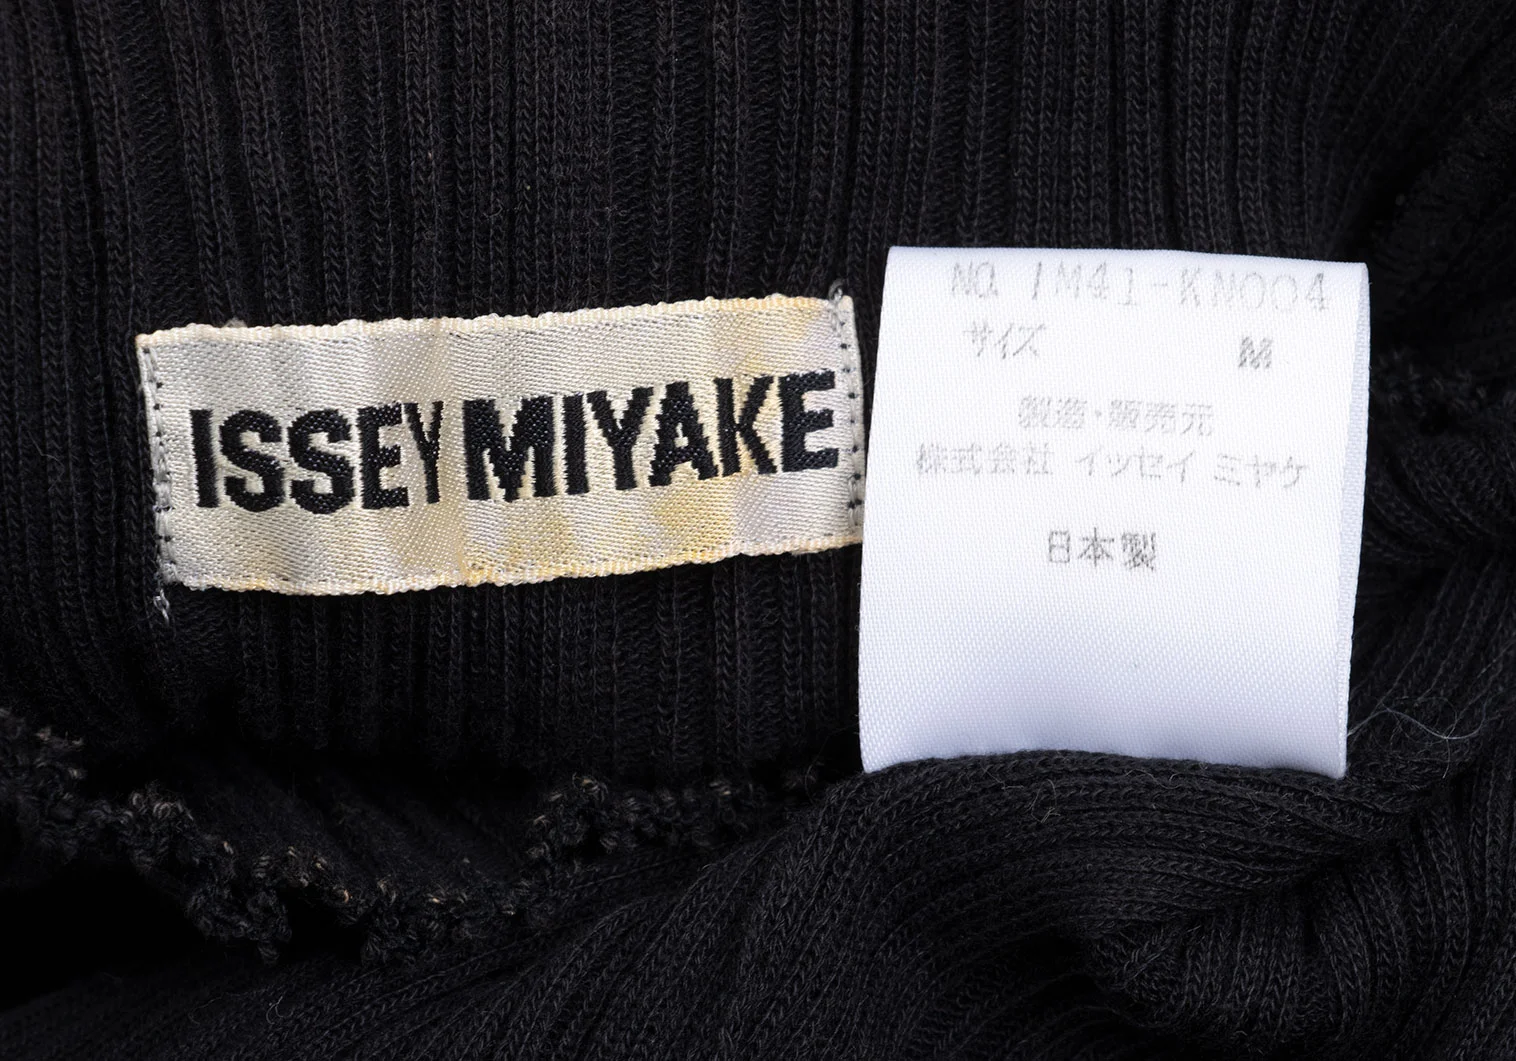 ISSEY MIYAKE
NO. IM41-KN004
サイズ M
製造・販売元
株式会社 イッセイ ミヤケ
日本製